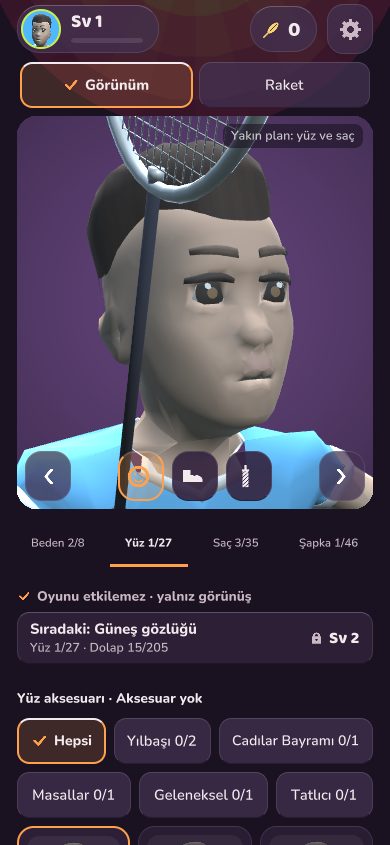 Sv 1
0
Görünüm
Raket
Yakın plan: yüz ve saç
Beden 2/8
Yüz 1/27
Saç 3/35
Şapka 1/46
Oyunu etkilemez · yalnız görünüş
Sıradaki: Güneş gözlüğü
Sv 2
Yüz 1/27 · Dolap 15/205
Yüz aksesuarı · Aksesuar yok
Hepsi
Yılbaşı 0/2
Cadılar Bayramı 0/1
Masallar 0/1
Geleneksel 0/1
Tatlıcı 0/1